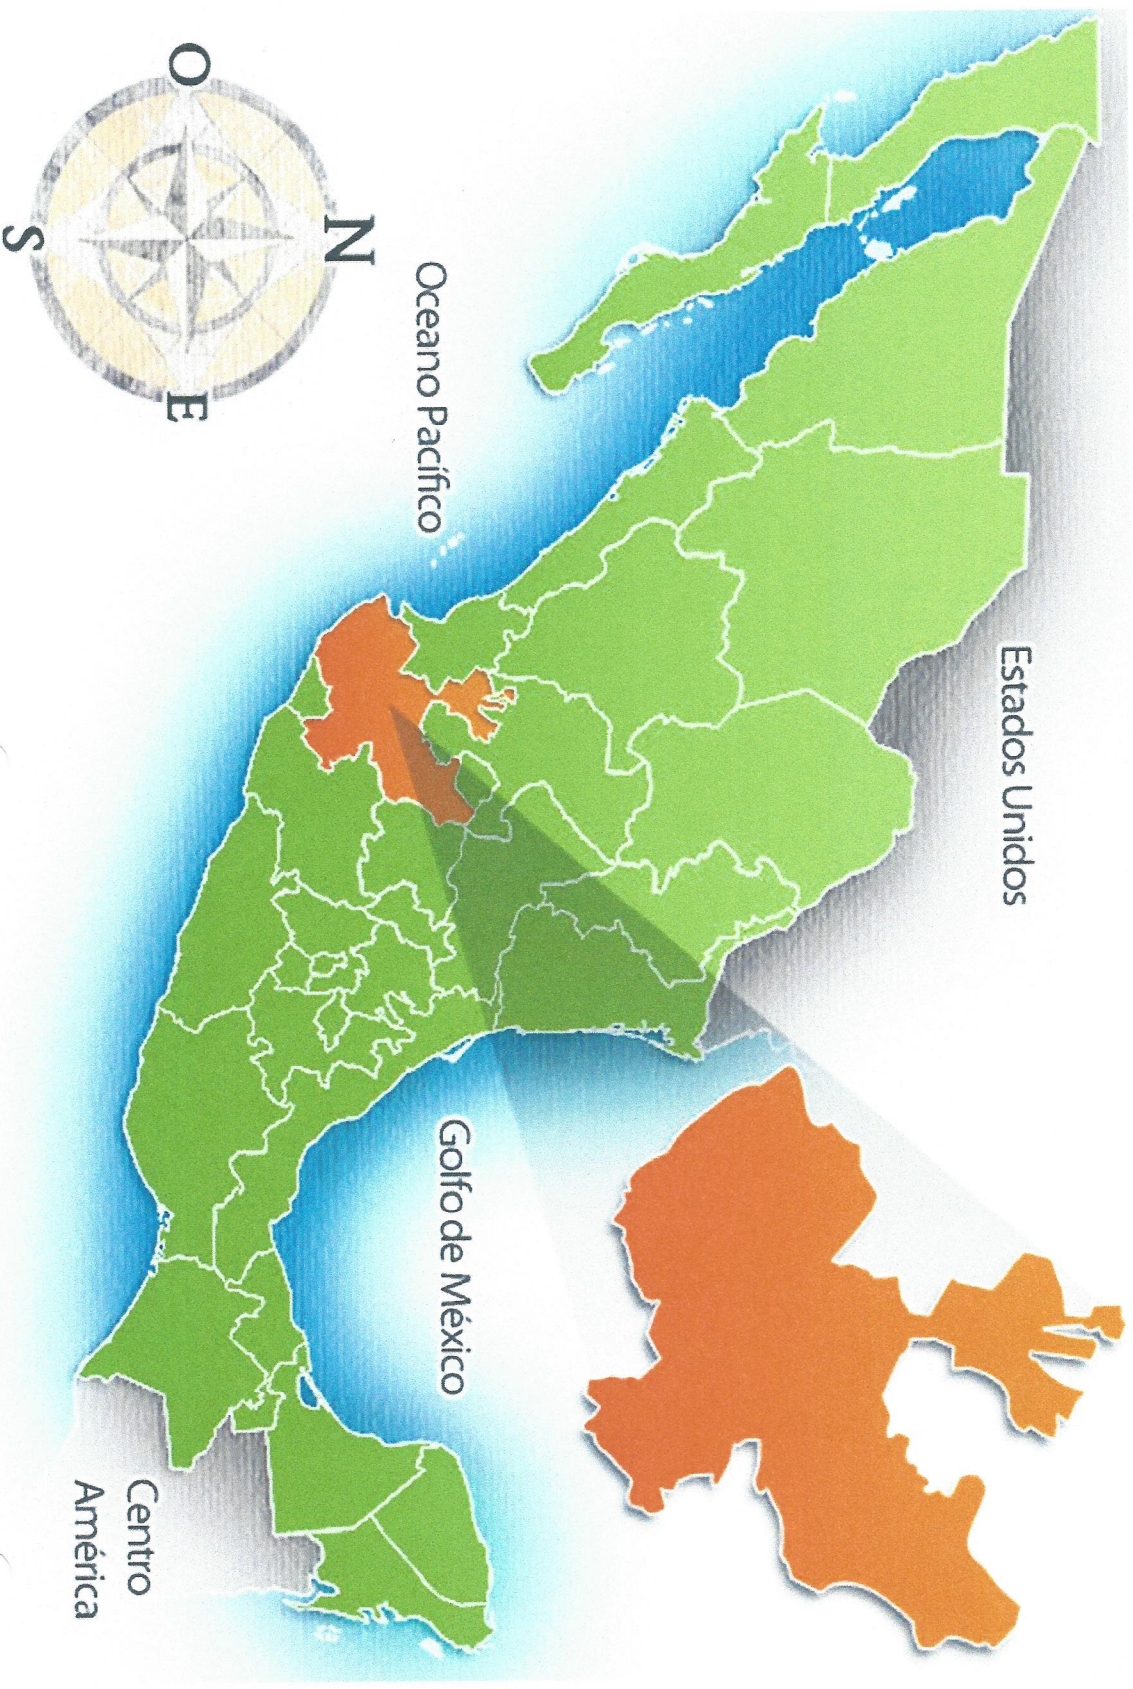 Estados Unidos
Oceano Pacífico
Golfo de México
Centro
América
N
O
E
S